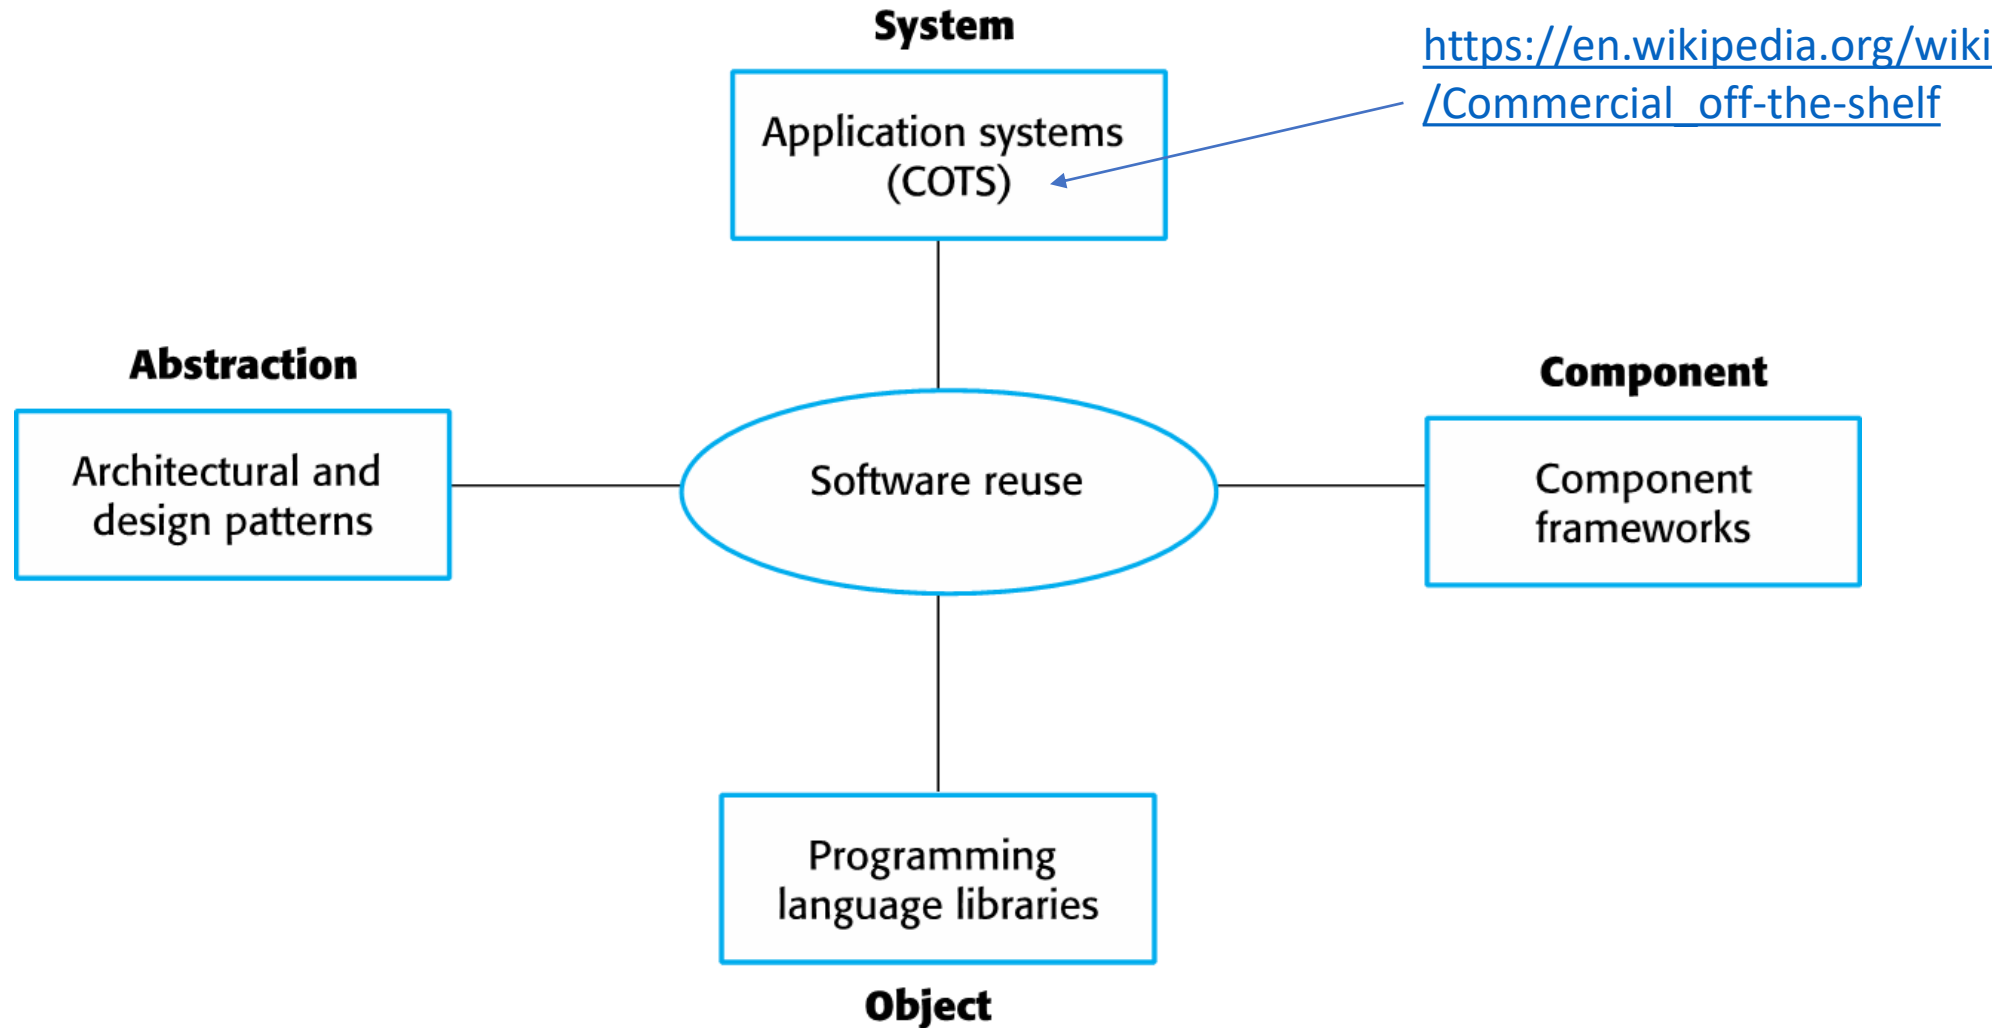 System
https://en.wikipedia.org/wiki
/Commercial_off-the-shelf
Application systems
(COTS)
Abstraction
Component
Architectural and
design patterns
Software reuse
Component
frameworks
Programming
language libraries
Object